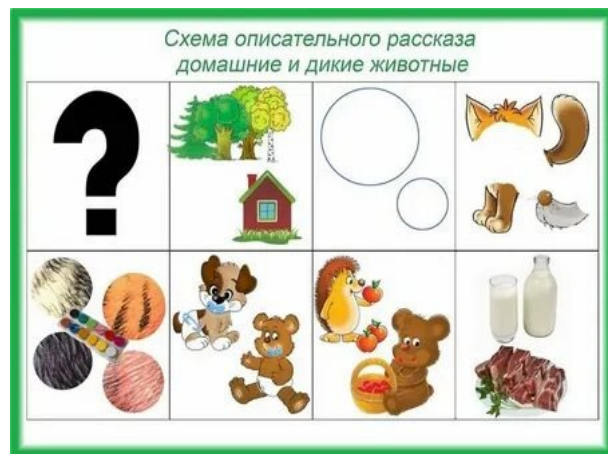 Схема описательного рассказа
домашние и дикие животные
?